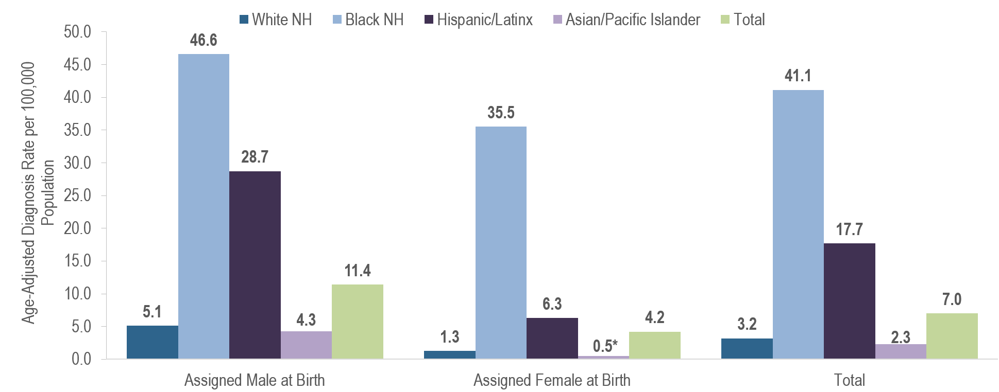 White NH Black NH Hispanic/Latinx Asian/Pacific Islander Total
Age-Adjusted Diagnosis Rate per 100,000
Population
50.0
45.0
40.0
35.0
30.0
25.0
20.0
15.0
10.0
5.0
0.0
5.1 46.6 28.7 4.3 11.4
1.3 35.5 6.3 0.5* 4.2
3.2 41.1 17.7 2.3 7.0
Assigned Male at Birth Assigned Female at Birth Total